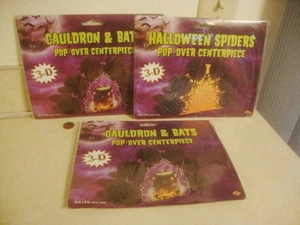 CAULDRON & BATS
POP-OVER CENTERPIECE
3-D
HALLOWEEN SPIDERS
POP-OVER CENTERPIECE
3-D
CAULDRON & BATS
POP-OVER CENTERPIECE
3-D